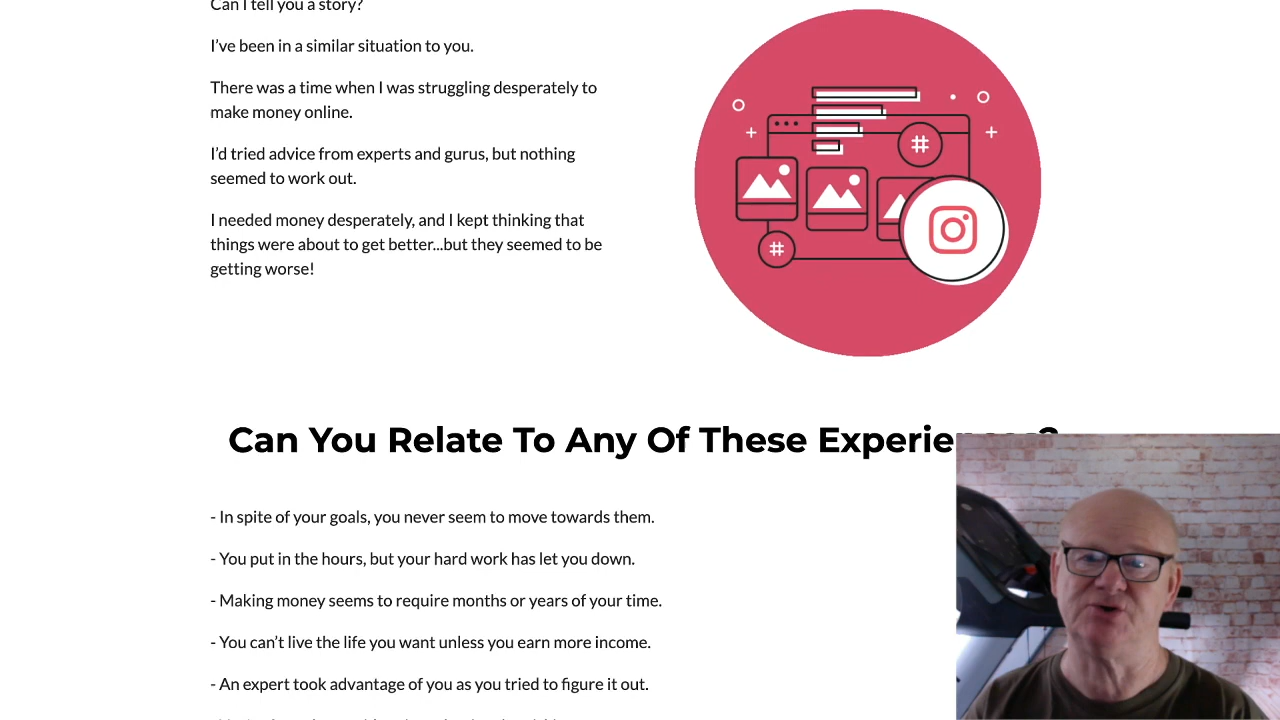 Can I tell you a story?
I've been in a similar situation to you.
There was a time when I was struggling desperately to
make money online.
I'd tried advice from experts and gurus, but nothing
seemed to work out.
I needed money desperately, and I kept thinking that
things were about to get better...but they seemed to be
getting worse!
#
#
Can You Relate To Any Of These
- In spite of your goals, you never seem to move towards them.
- You put in the hours, but your hard work has let you down.
- Making money seems to require months or years of your time.
- You can't live the life you want unless you earn more income.
- An expert took advantage of you as you tried to figure it out.